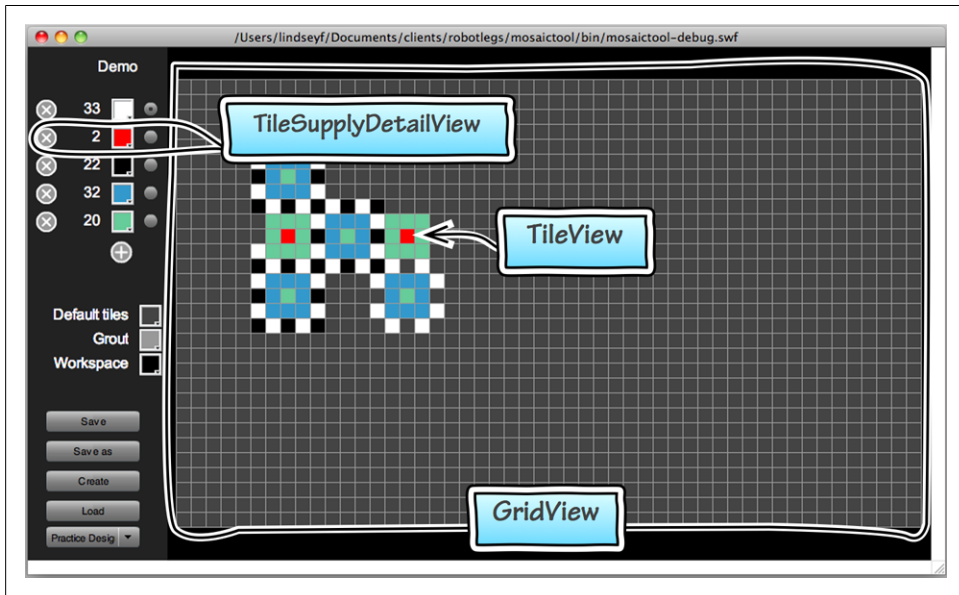 /Users/lindseyf/Documents/clients/robotlegs/mosaictool/bin/mosaictool-debug.swf
Demo
33
TileSupplyDetailView
2
22
32
20
TileView
Default tiles
Grout
Workspace
Save
Save as
Create
Load
GridView
Practice Desig